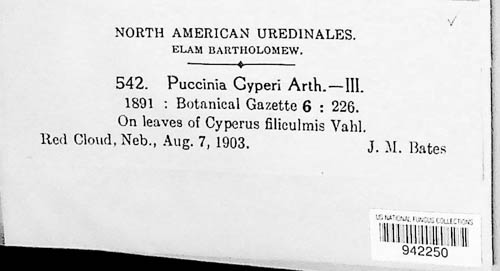 NORTH AMERICAN UREDINALES.
ELAM BARTHOLOMEW.
542. Puccinia Cyperi Arth.—III.
1891 : Botanical Gazette 6 : 226.
On leaves of Cyperus filiculmis Vahl.
Red Cloud, Neb., Aug. 7, 1903. J. M. Bates
US NATIONAL FUNGUS COLLECTIONS
942250